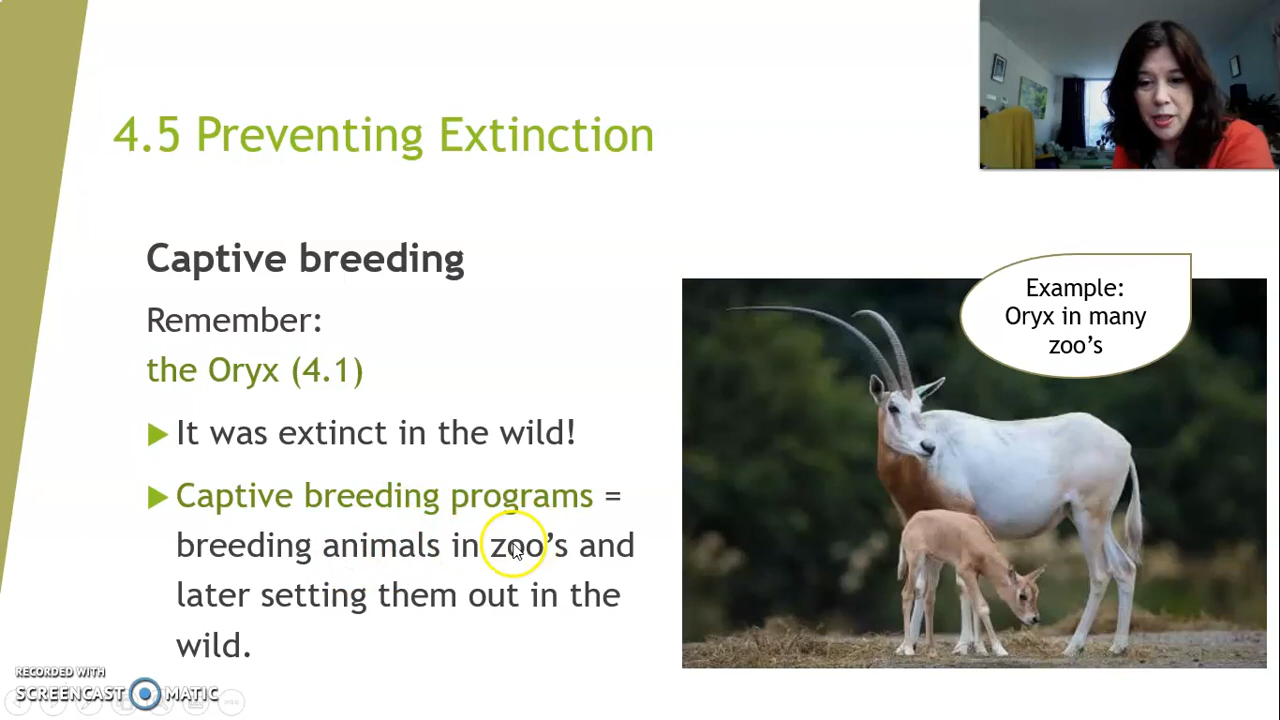 4.5 Preventing Extinction
Captive breeding
Remember:
the Oryx (4.1)
It was extinct in the wild!
Captive breeding programs =
breeding animals in zoo's and
later setting them out in the
wild.
Example:
Oryx in many
zoo's
RECORDED WITH
SCREENCAST MATIC